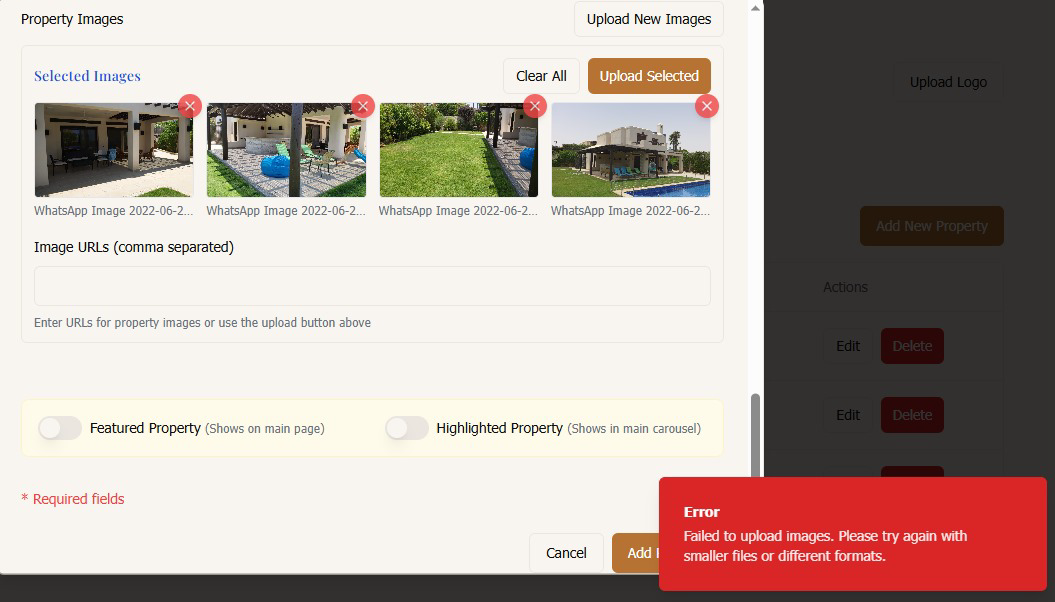 Property Images
Upload New Images
Selected Images
Clear All
Upload Selected
WhatsApp Image 2022-06-2...
WhatsApp Image 2022-06-2...
WhatsApp Image 2022-06-2...
WhatsApp Image 2022-06-2...
Image URLs (comma separated)
Enter URLs for property images or use the upload button above
Featured Property (Shows on main page)
Highlighted Property (Shows in main carousel)
* Required fields
Cancel
Add
Upload Logo
Add New Property
Actions
Edit
Delete
Edit
Delete
Error
Failed to upload images. Please try again with
smaller files or different formats.